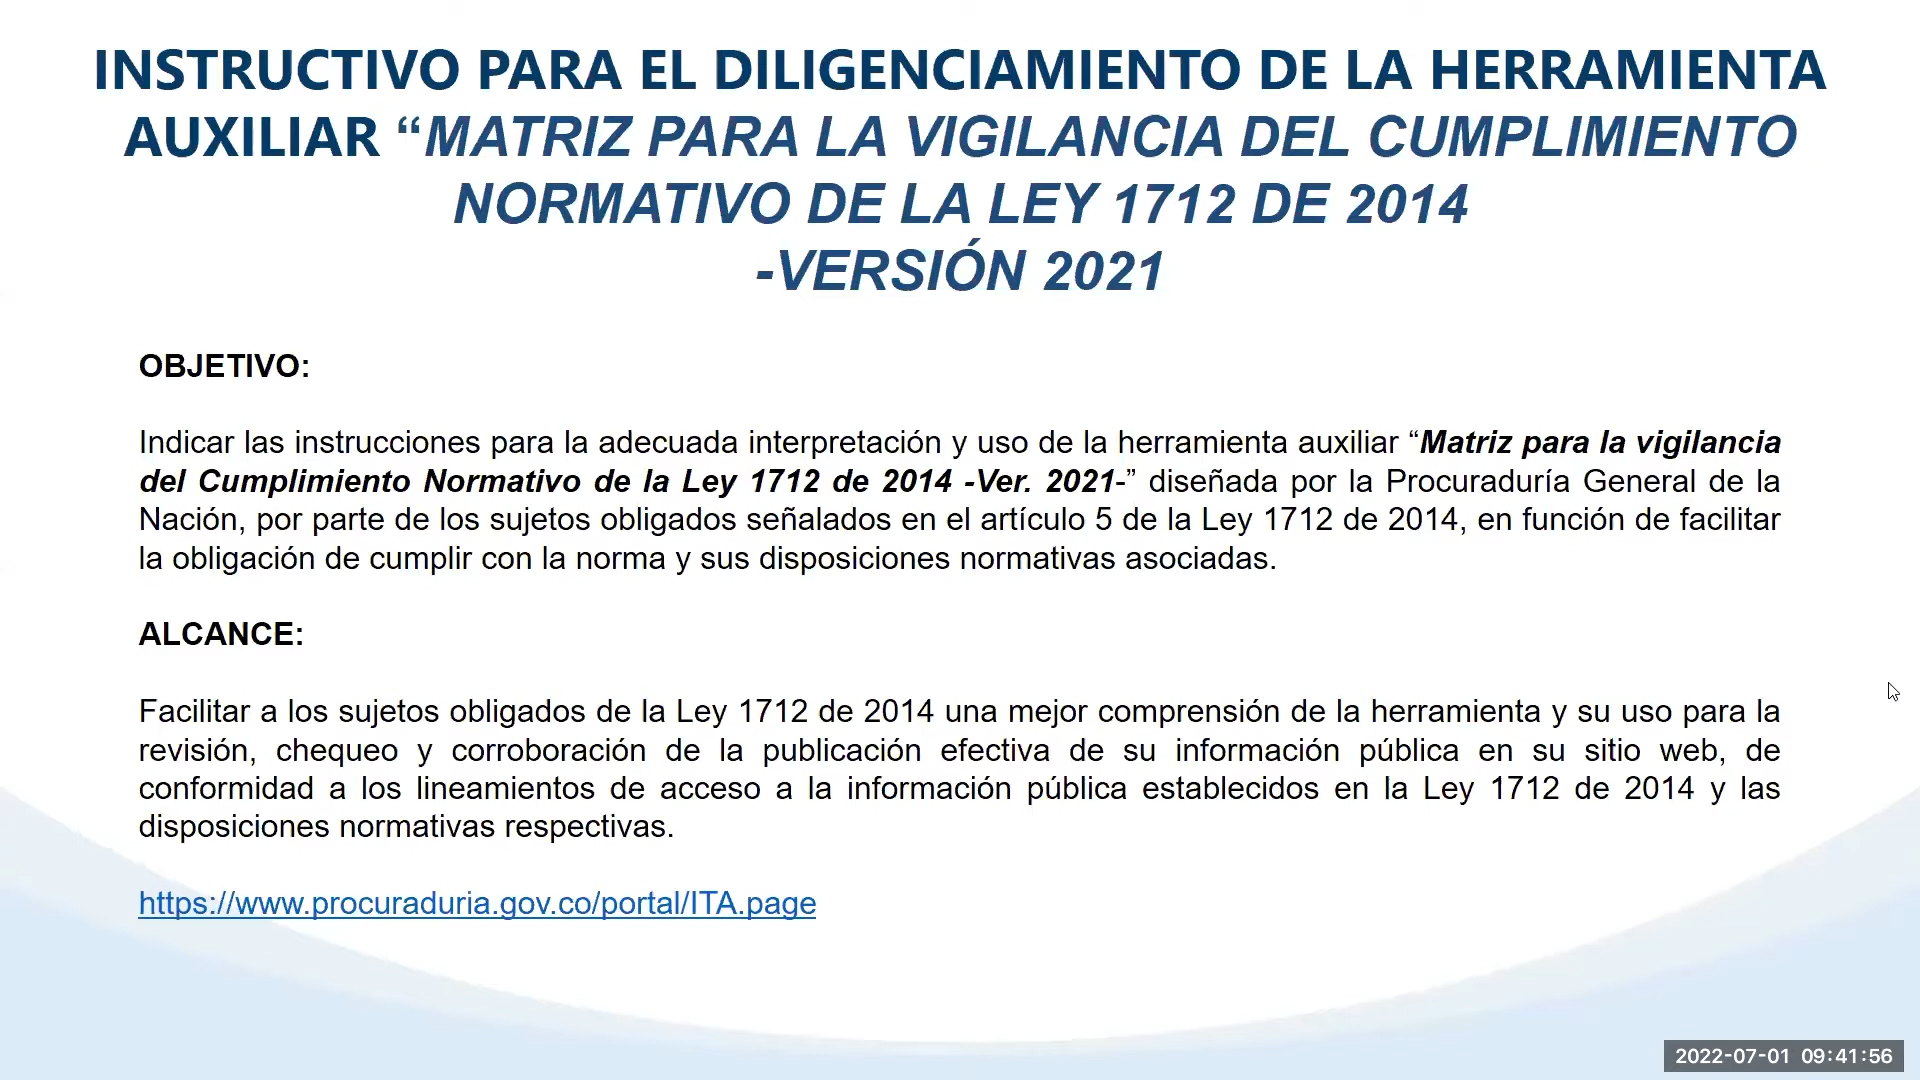 INSTRUCTIVO PARA EL DILIGENCIAMIENTO DE LA HERRAMIENTA
AUXILIAR “MATRIZ PARA LA VIGILANCIA DEL CUMPLIMIENTO
NORMATIVO DE LA LEY 1712 DE 2014
-VERSIÓN 2021
OBJETIVO:
Indicar las instrucciones para la adecuada interpretación y uso de la herramienta auxiliar “Matriz para la vigilancia
del Cumplimiento Normativo de la Ley 1712 de 2014 -Ver. 2021-” diseñada por la Procuraduría General de la
Nación, por parte de los sujetos obligados señalados en el artículo 5 de la Ley 1712 de 2014, en función de facilitar
la obligación de cumplir con la norma y sus disposiciones normativas asociadas.
ALCANCE:
Facilitar a los sujetos obligados de la Ley 1712 de 2014 una mejor comprensión de la herramienta y su uso para la
revisión, chequeo y corroboración de la publicación efectiva de su información pública en su sitio web, de
conformidad a los lineamientos de acceso a la información pública establecidos en la Ley 1712 de 2014 y las
disposiciones normativas respectivas.
https://www.procuraduria.gov.co/portal/ITA.page
2022-07-01 09:41:56